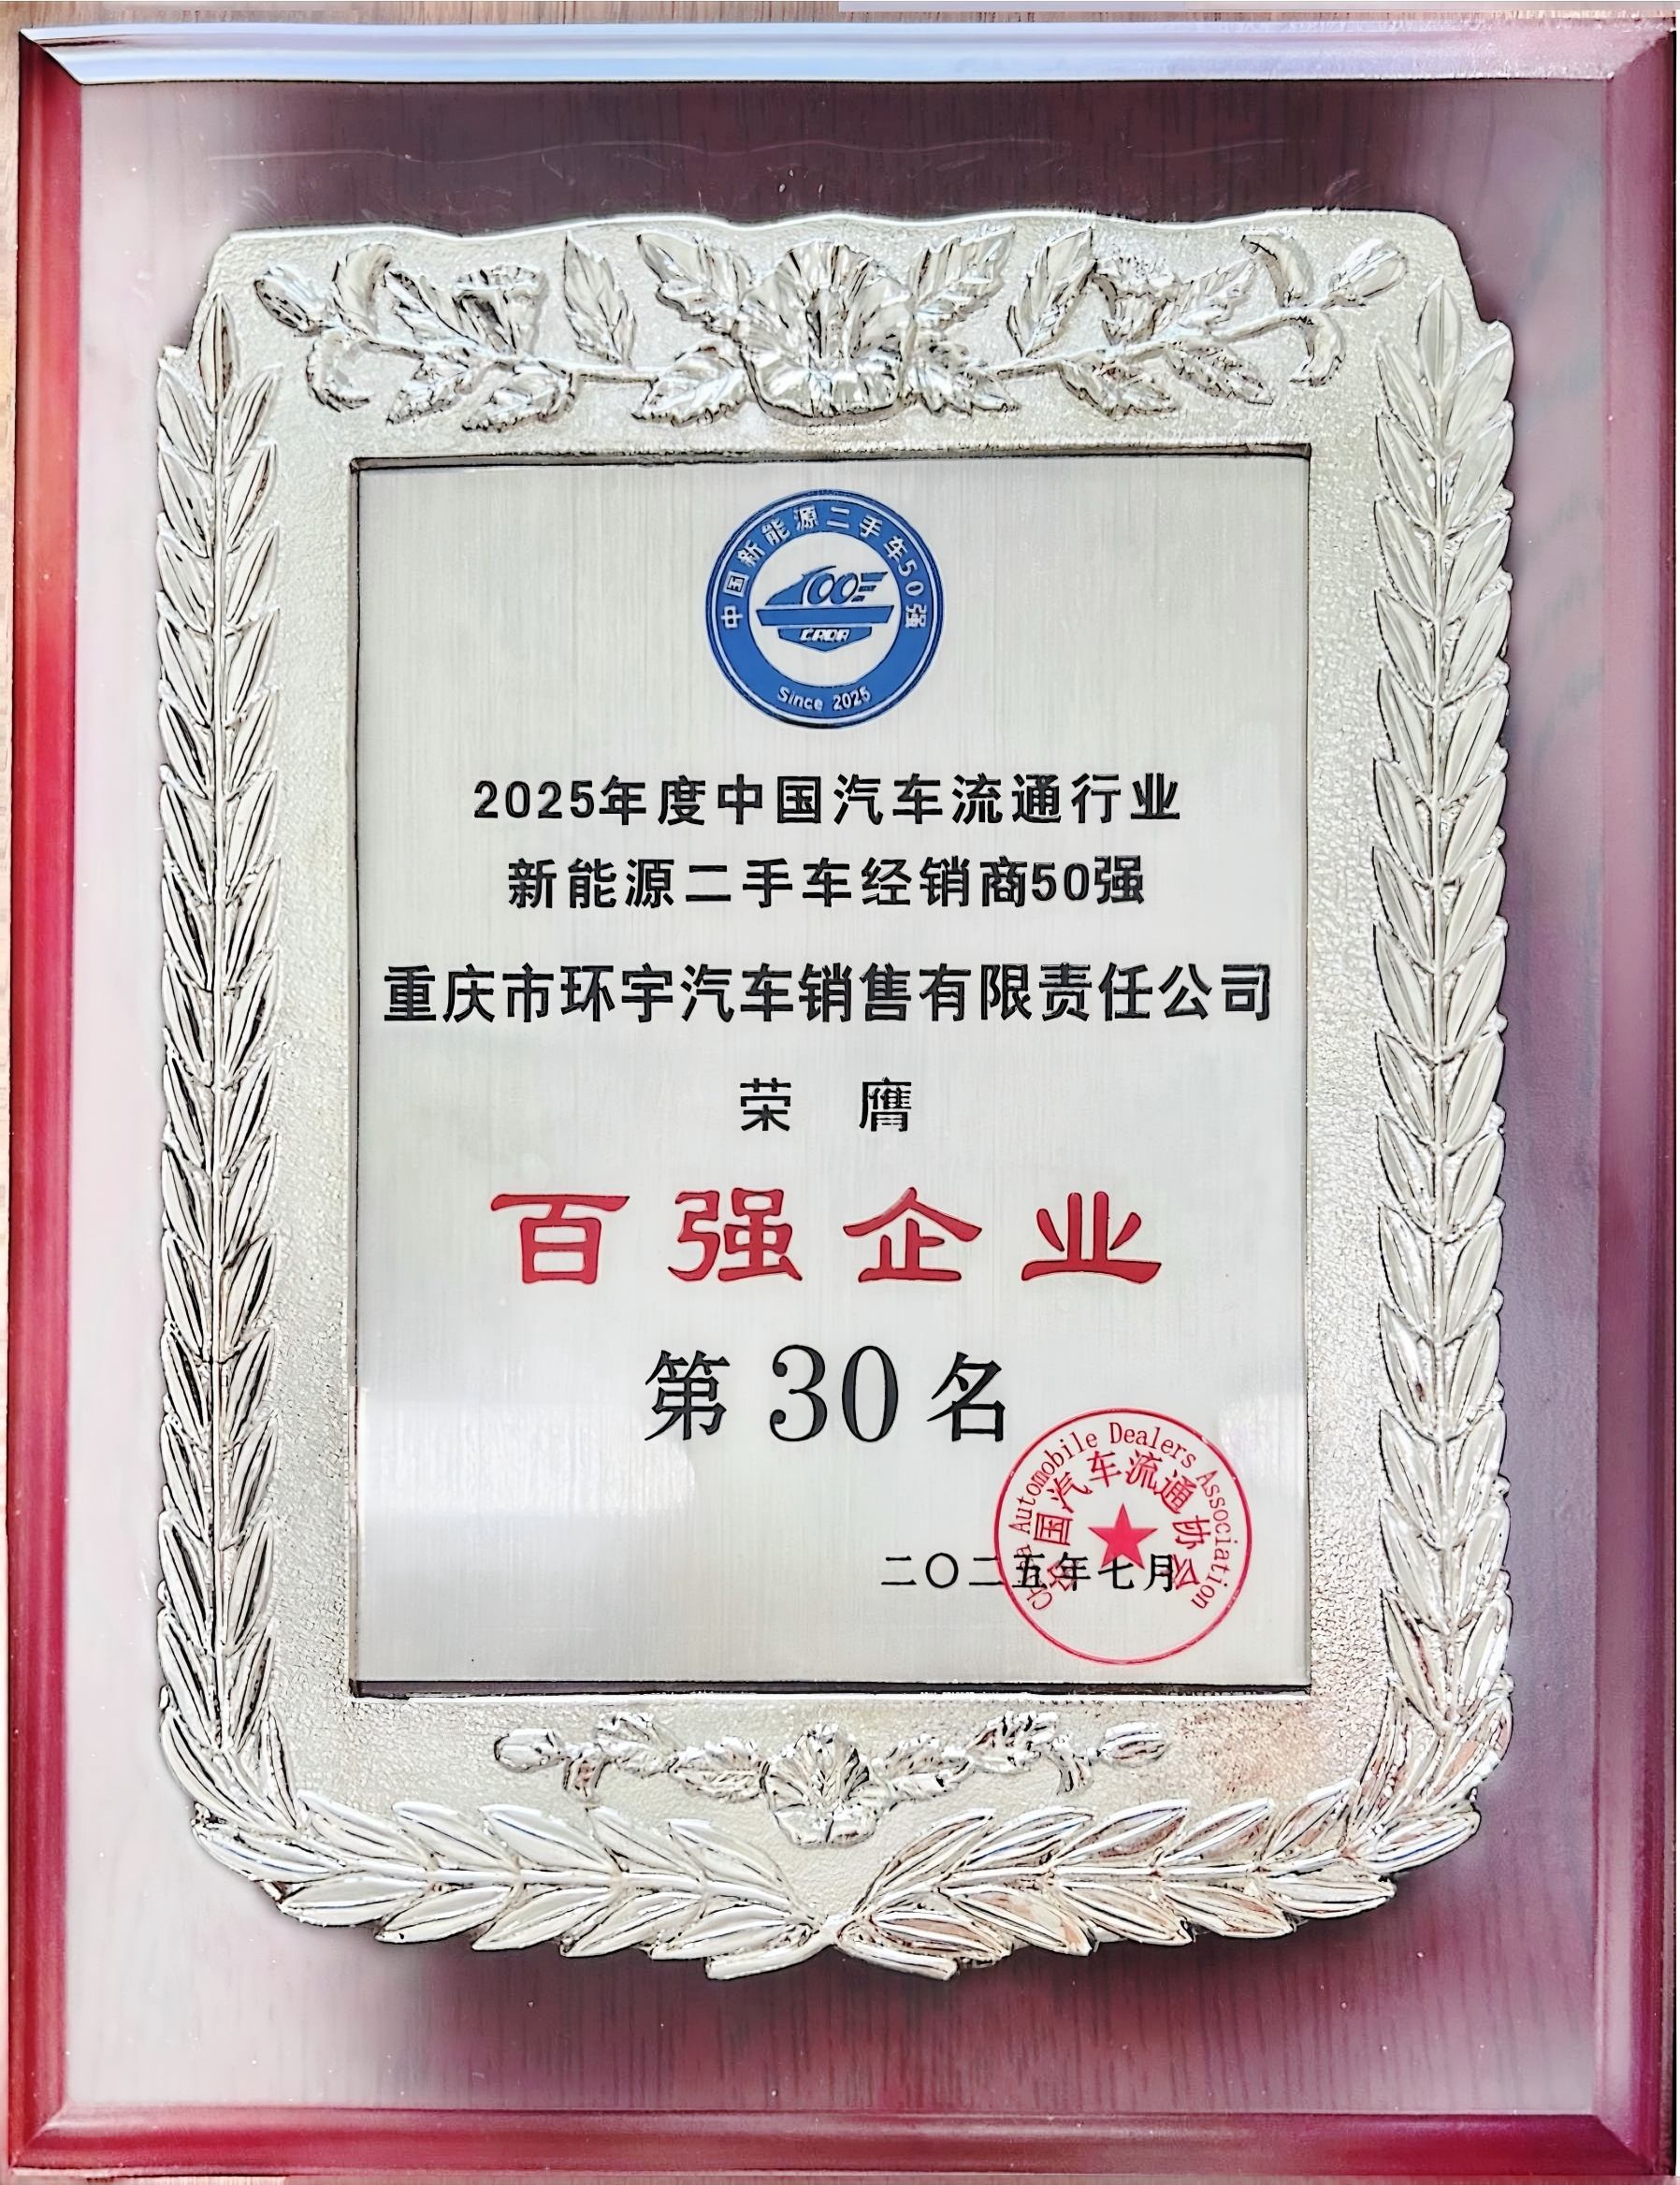 中国新能源二手车50强
CADA
Since 2025
2025年度中国汽车流通行业
新能源二手车经销商50强
重庆市环宇汽车销售有限责任公司
荣 膺
百强企业
第30名
China Automobile Dealers Association
中国汽车流通协会
二〇二五年七月